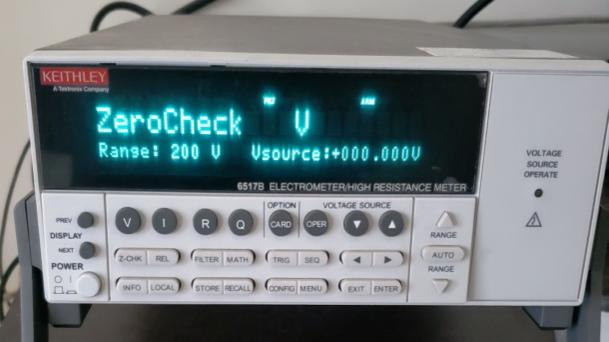 KEITHLEY
A Tektronix Company
ZeroCheck V
Range: 200 V Vsource:+000.000V
6517B ELECTROMETER/HIGH RESISTANCE METER
VOLTAGE
SOURCE
OPERATE
PREV
DISPLAY
NEXT
POWER
OPTION
VOLTAGE SOURCE
V I R Q CARD OPER
RANGE
AUTO
RANGE
Z-CHK REL FILTER MATH TRIG SEQ
INFO LOCAL STORE RECALL CONFIG MENU EXIT ENTER